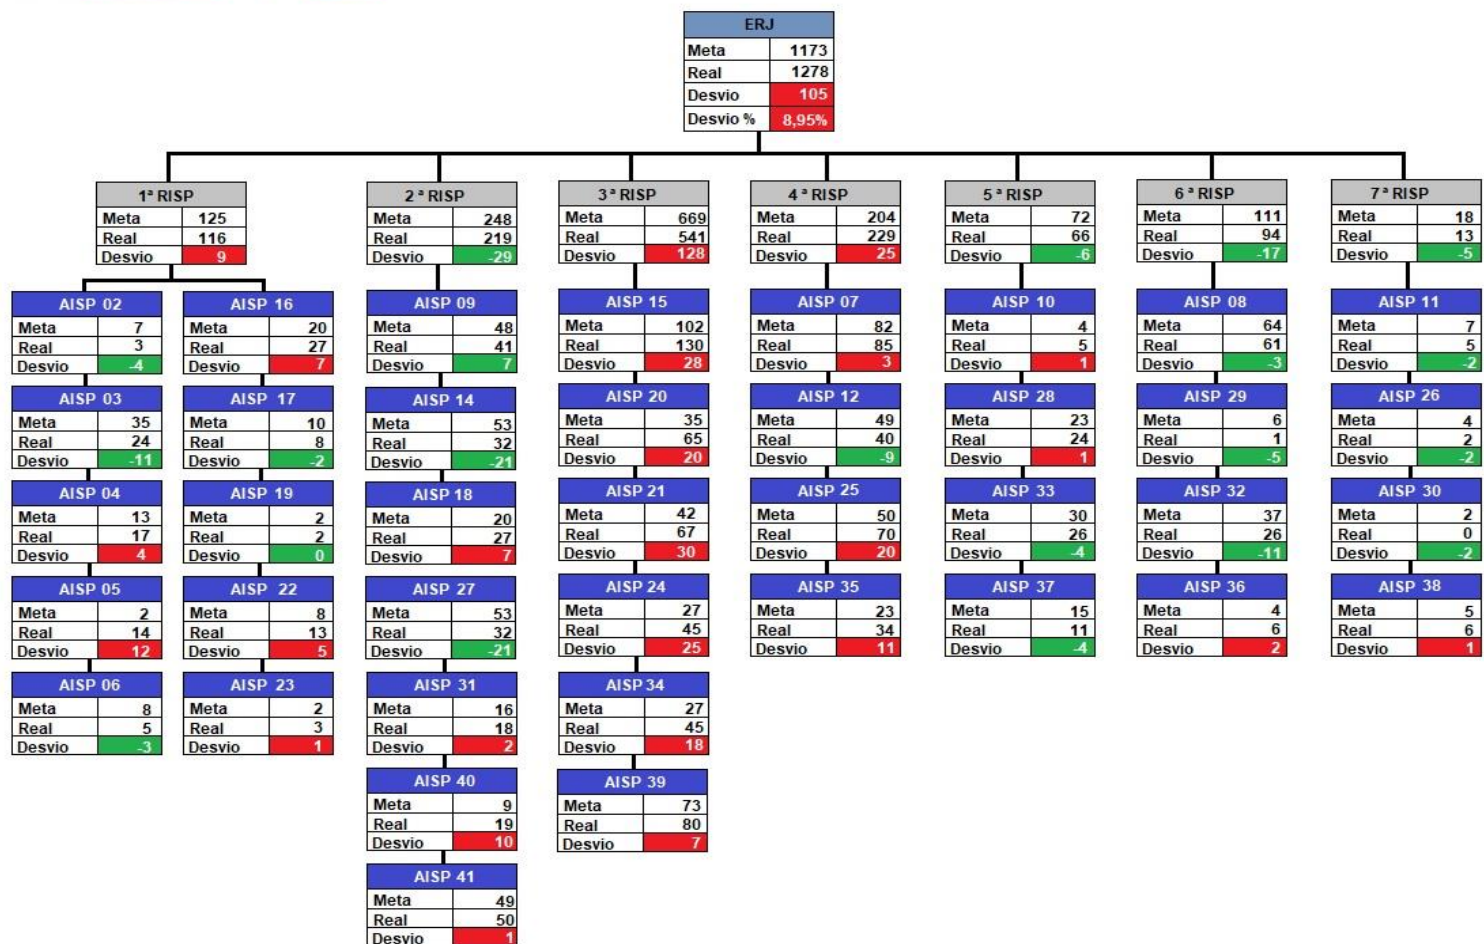 ERJ
Meta 1173
Real 1278
Desvio 105
Desvio % 8,95%
1ª RISP
Meta 125
Real 116
Desvio 9
2 ª RISP
Meta 248
Real 219
Desvio -29
3 ª RISP
Meta 669
Real 541
Desvio 128
4 ª RISP
Meta 204
Real 229
Desvio 25
5 ª RISP
Meta 72
Real 66
Desvio -6
6 ª RISP
Meta 111
Real 94
Desvio -17
7 ª RISP
Meta 18
Real 13
Desvio -5
AISP 02
Meta 7
Real 3
Desvio -4
AISP 03
Meta 35
Real 24
Desvio -11
AISP 04
Meta 13
Real 17
Desvio 4
AISP 05
Meta 2
Real 14
Desvio 12
AISP 06
Meta 8
Real 5
Desvio -3
AISP 16
Meta 20
Real 27
Desvio 7
AISP 17
Meta 10
Real 8
Desvio -2
AISP 19
Meta 2
Real 2
Desvio 0
AISP 22
Meta 8
Real 13
Desvio 5
AISP 23
Meta 2
Real 3
Desvio 1
AISP 09
Meta 48
Real 41
Desvio 7
AISP 14
Meta 53
Real 32
Desvio -21
AISP 18
Meta 20
Real 27
Desvio 7
AISP 27
Meta 53
Real 32
Desvio -21
AISP 31
Meta 16
Real 18
Desvio 2
AISP 40
Meta 9
Real 19
Desvio 10
AISP 41
Meta 49
Real 50
Desvio 1
AISP 15
Meta 102
Real 130
Desvio 28
AISP 20
Meta 35
Real 65
Desvio 20
AISP 21
Meta 42
Real 67
Desvio 30
AISP 24
Meta 27
Real 45
Desvio 25
AISP 34
Meta 27
Real 45
Desvio 18
AISP 39
Meta 73
Real 80
Desvio 7
AISP 07
Meta 82
Real 85
Desvio 3
AISP 12
Meta 49
Real 40
Desvio -9
AISP 25
Meta 50
Real 70
Desvio 20
AISP 35
Meta 23
Real 34
Desvio 11
AISP 10
Meta 4
Real 5
Desvio 1
AISP 28
Meta 23
Real 24
Desvio 1
AISP 33
Meta 30
Real 26
Desvio -4
AISP 37
Meta 15
Real 11
Desvio -4
AISP 08
Meta 64
Real 61
Desvio -3
AISP 29
Meta 6
Real 1
Desvio -5
AISP 32
Meta 37
Real 26
Desvio -11
AISP 36
Meta 4
Real 6
Desvio 2
AISP 11
Meta 7
Real 5
Desvio -2
AISP 26
Meta 4
Real 2
Desvio -2
AISP 30
Meta 2
Real 0
Desvio -2
AISP 38
Meta 5
Real 6
Desvio 1